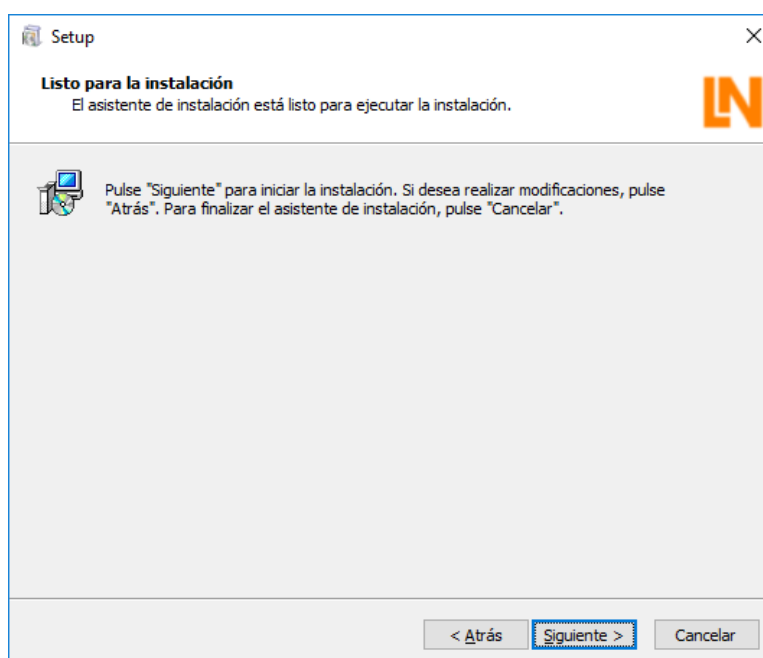 Setup
Listo para la instalación
El asistente de instalación está listo para ejecutar la instalación.
LN
Pulse "Siguiente" para iniciar la instalación. Si desea realizar modificaciones, pulse
"Atrás". Para finalizar el asistente de instalación, pulse "Cancelar".
< Atrás
Siguiente >
Cancelar